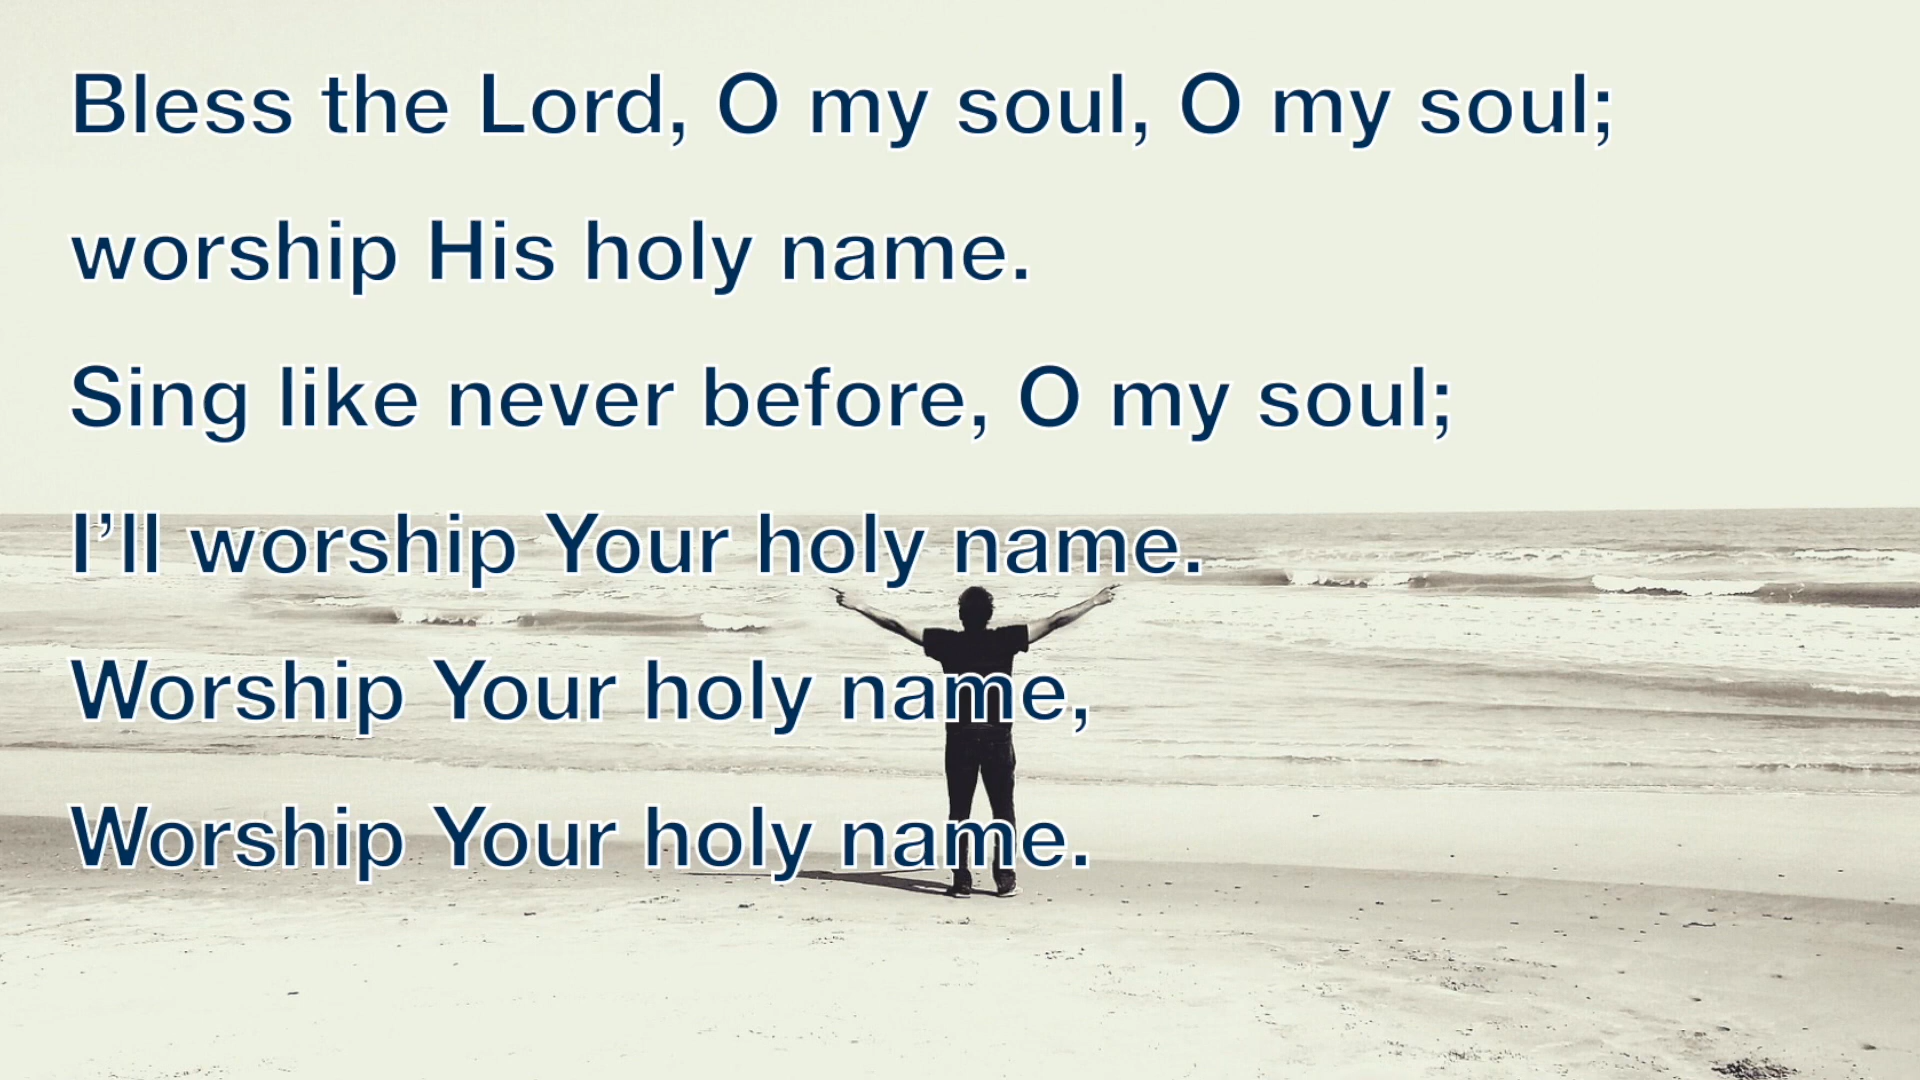 Bless the Lord, O my soul, O my soul;
worship His holy name.
Sing like never before, O my soul;
I’ll worship Your holy name.
Worship Your holy name,
Worship Your holy name.